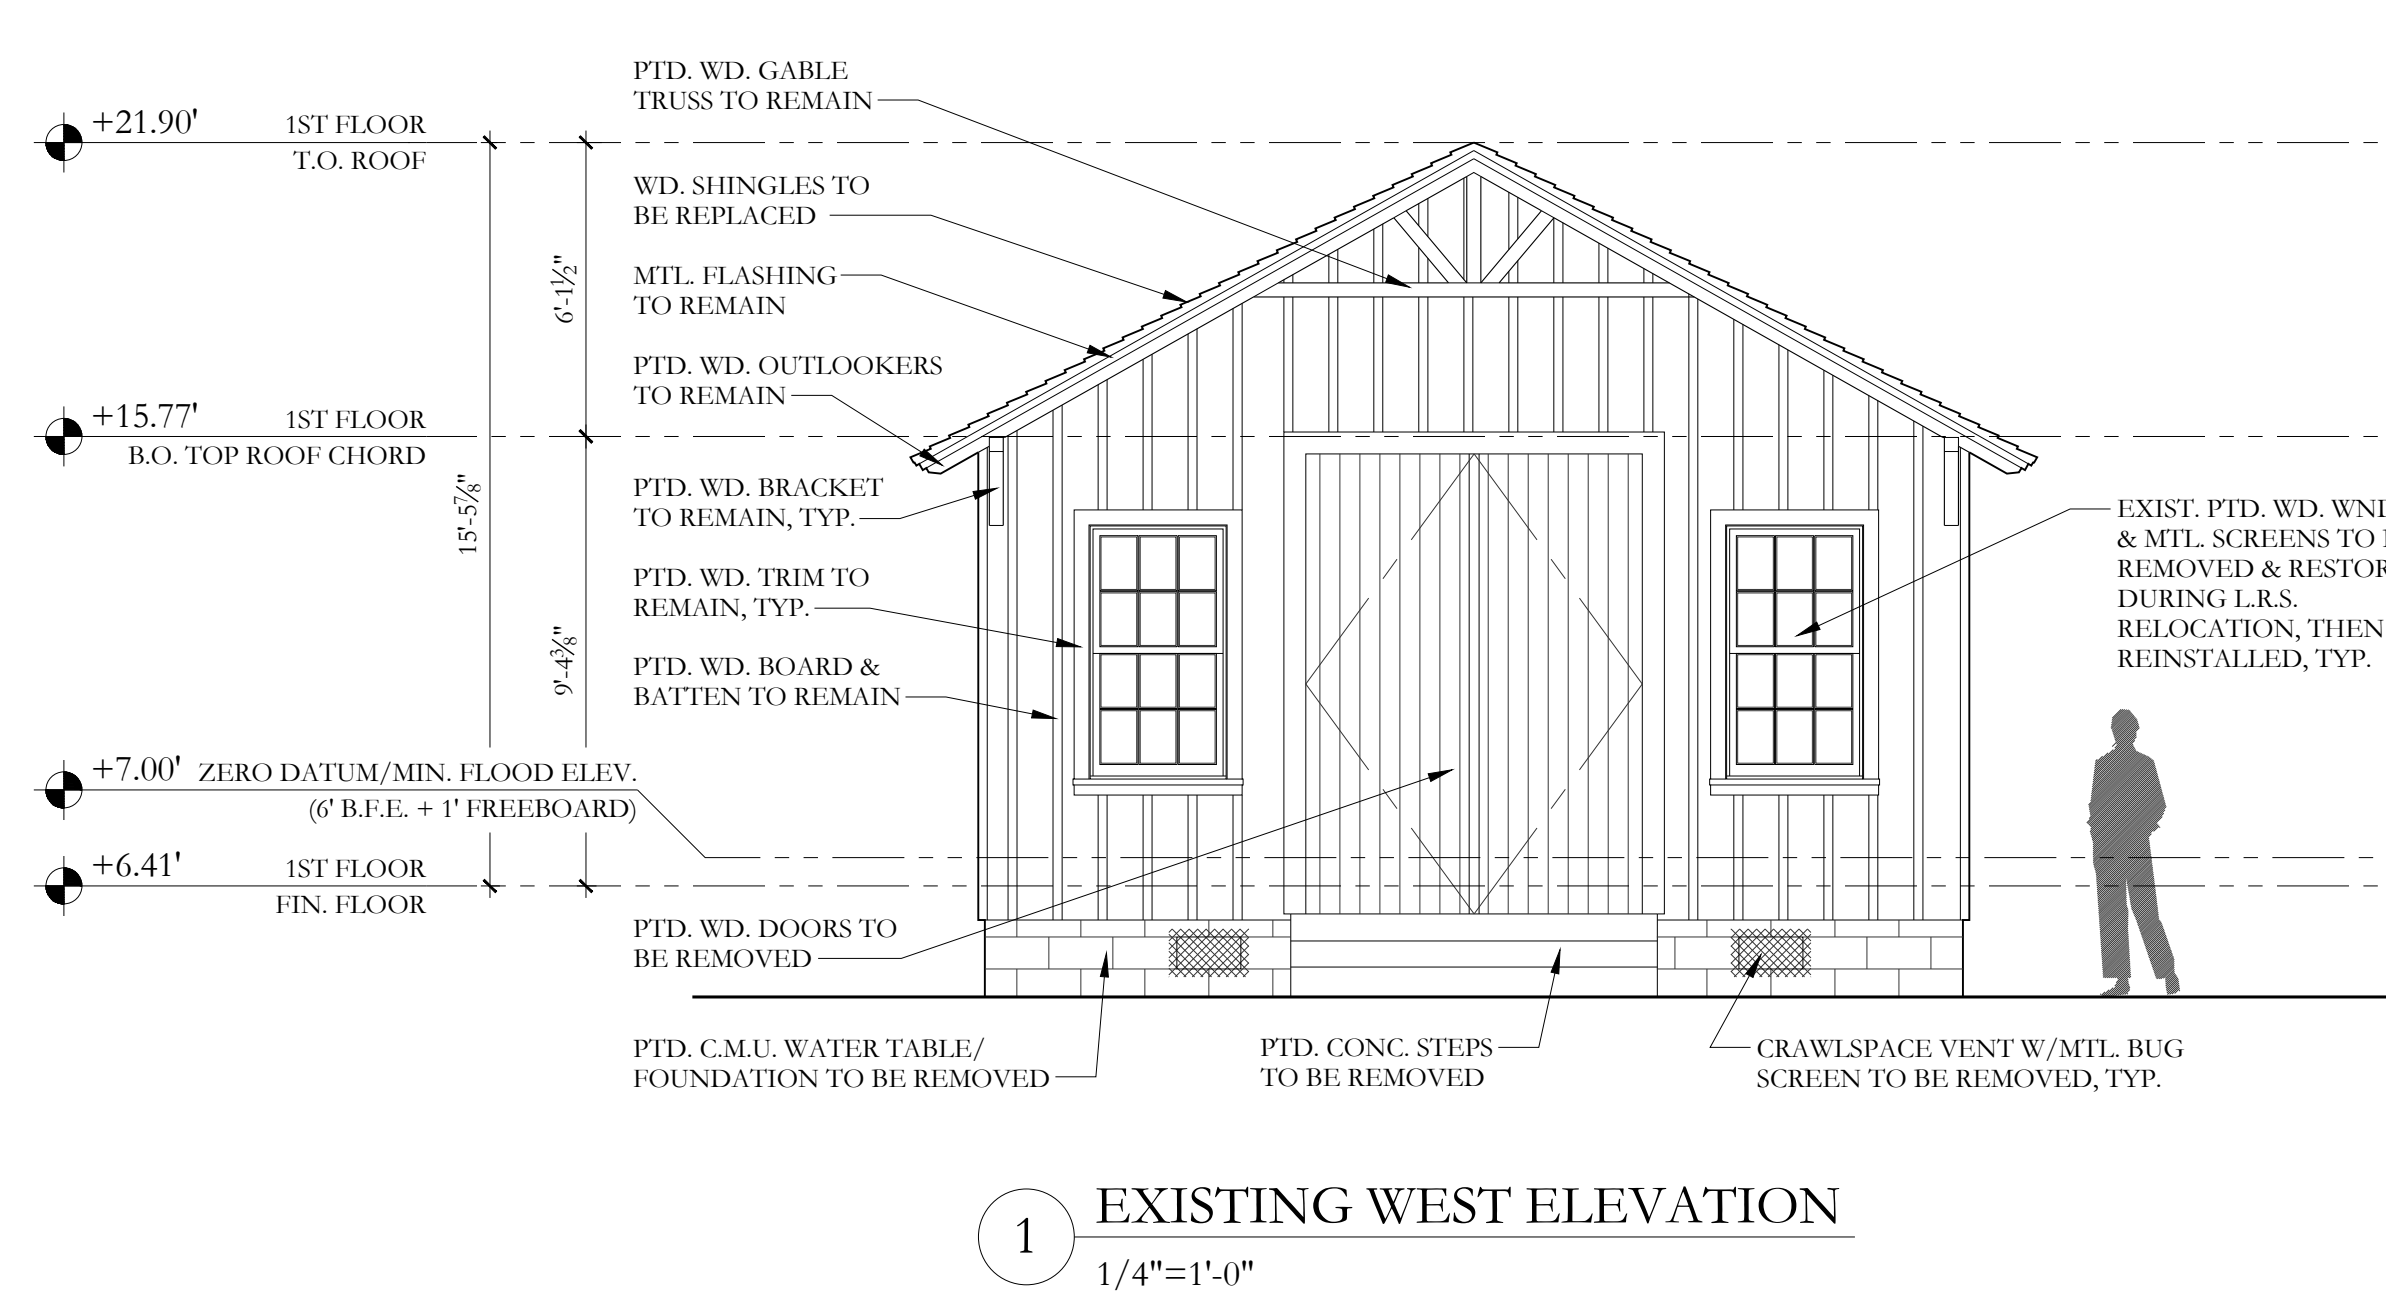 PTD. WD. GABLE
TRUSS TO REMAIN
+21.90' 1ST FLOOR
T.O. ROOF
WD. SHINGLES TO
BE REPLACED
6'-1½"
MTL. FLASHING
TO REMAIN
PTD. WD. OUTLOOKERS
TO REMAIN
+15.77' 1ST FLOOR
B.O. TOP ROOF CHORD
15'-5⅞"
PTD. WD. BRACKET
TO REMAIN, TYP.
EXIST. PTD. WD.
& MTL. SCREENS TO
REMOVED &
DURING L.R.S.
RELOCATION, THEN
REINSTALLED, TYP.
PTD. WD. TRIM TO
REMAIN, TYP.
9'-4⅜"
PTD. WD. BOARD &
BATTEN TO REMAIN
+7.00' ZERO DATUM/MIN. FLOOD ELEV.
(6' B.F.E. + 1' FREEBOARD)
+6.41' 1ST FLOOR
FIN. FLOOR
PTD. WD. DOORS TO
BE REMOVED
PTD. C.M.U. WATER TABLE/
FOUNDATION TO BE REMOVED
PTD. CONC. STEPS
TO BE REMOVED
CRAWLSPACE VENT W/MTL. BUG
SCREEN TO BE REMOVED, TYP.
1 EXISTING WEST ELEVATION
1/4"=1'-0"